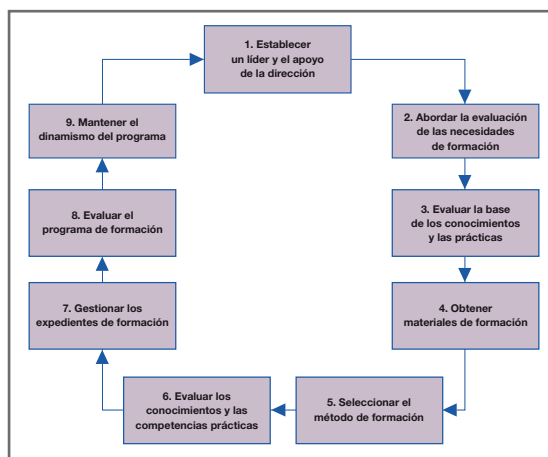 1. Establecer
un líder y el apoyo
de la dirección
2. Abordar la evaluación
de las necesidades
de formación
3. Evaluar la base
de los conocimientos
y las prácticas
4. Obtener
materiales de formación
5. Seleccionar el
método de formación
6. Evaluar los
conocimientos y las
competencias prácticas
7. Gestionar los
expedientes de formación
8. Evaluar el
programa de formación
9. Mantener el
dinamismo del programa